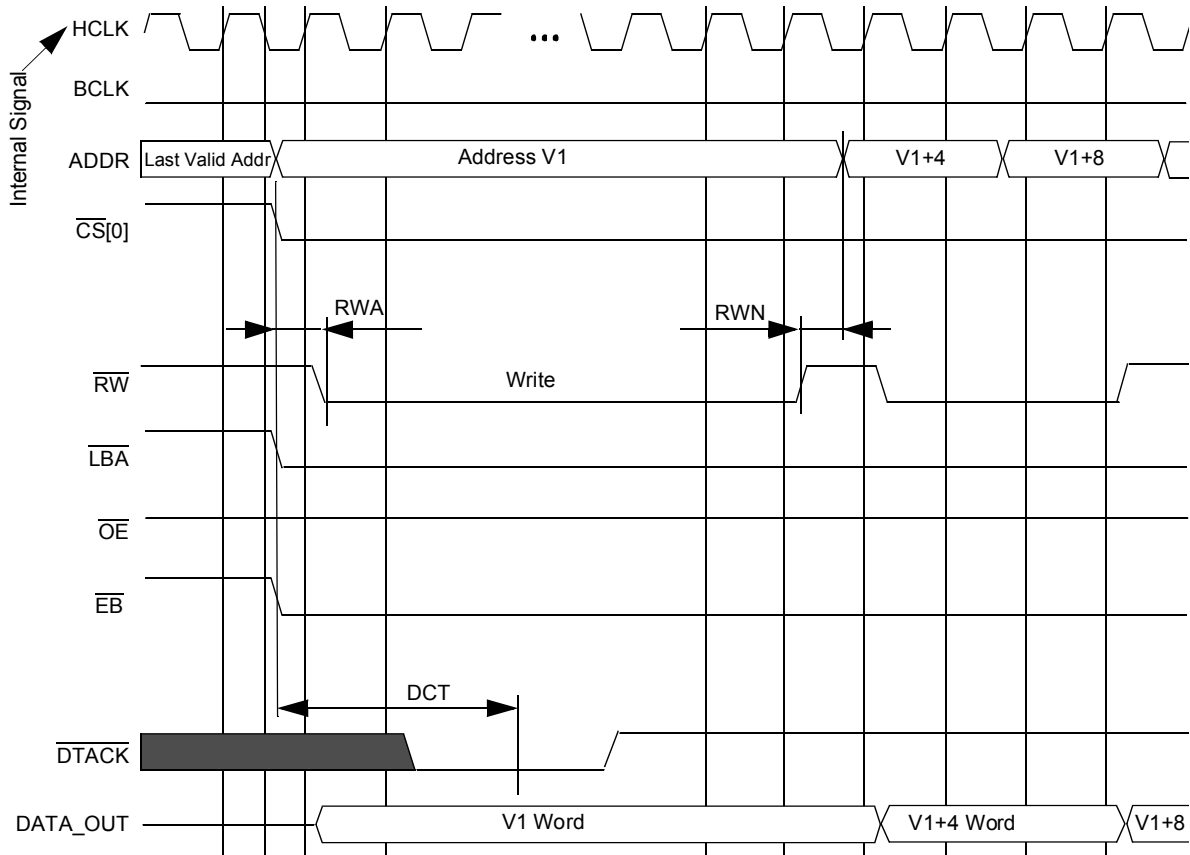 HCLK
...
Internal Signal
BCLK
ADDR Last Valid Addr Address V1 V1+4 V1+8
CS[0]
RWA RWN
RW Write
LBA
OE
EB
DCT
DTACK
DATA_OUT V1 Word V1+4 Word V1+8